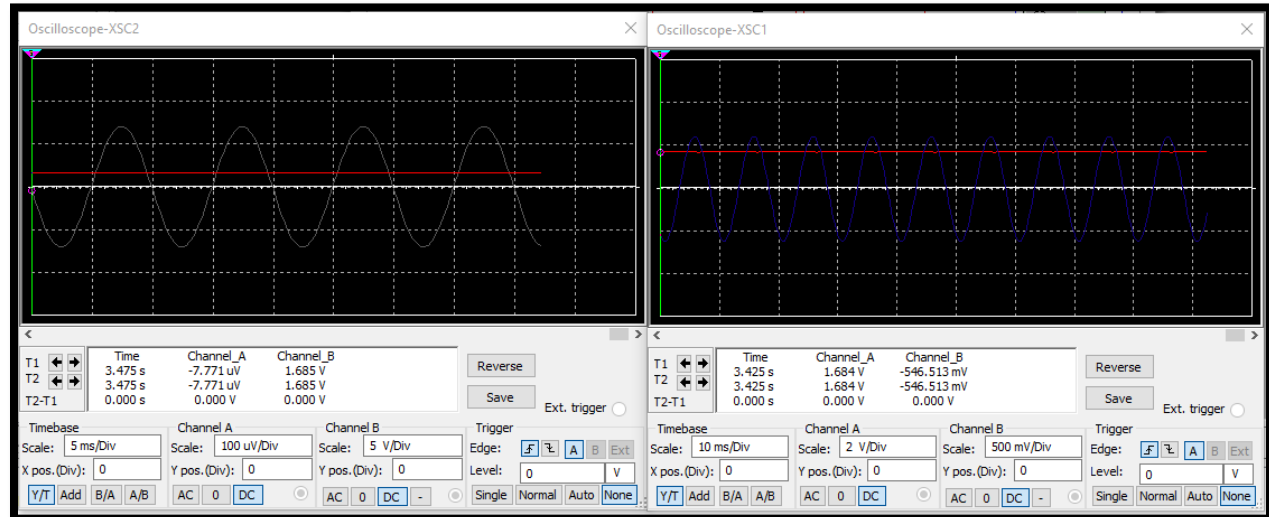 Oscilloscope-XSC2
Time Channel_A Channel_B
T1 3.475 s -7.771 uV 1.685 V
T2 3.475 s -7.771 uV 1.685 V
T2-T1 0.000 s 0.000 V 0.000 V
Reverse
Save
Ext. trigger
Timebase Channel A Channel B Trigger
Scale: 5 ms/Div Scale: 100 uV/Div Scale: 5 V/Div Edge: A B Ext
X pos.(Div): 0 Y pos.(Div): 0 Y pos.(Div): 0 Level: 0 V
Y/T Add B/A A/B AC 0 DC AC 0 DC - Single Normal Auto None
Oscilloscope-XSC1
Time Channel_A Channel_B
T1 3.425 s 1.684 V -546.513 mV
T2 3.425 s 1.684 V -546.513 mV
T2-T1 0.000 s 0.000 V 0.000 V
Reverse
Save
Ext. trigger
Timebase Channel A Channel B Trigger
Scale: 10 ms/Div Scale: 2 V/Div Scale: 500 mV/Div Edge: A B Ext
X pos.(Div): 0 Y pos.(Div): 0 Y pos.(Div): 0 Level: 0 V
Y/T Add B/A A/B AC 0 DC AC 0 DC - Single Normal Auto None